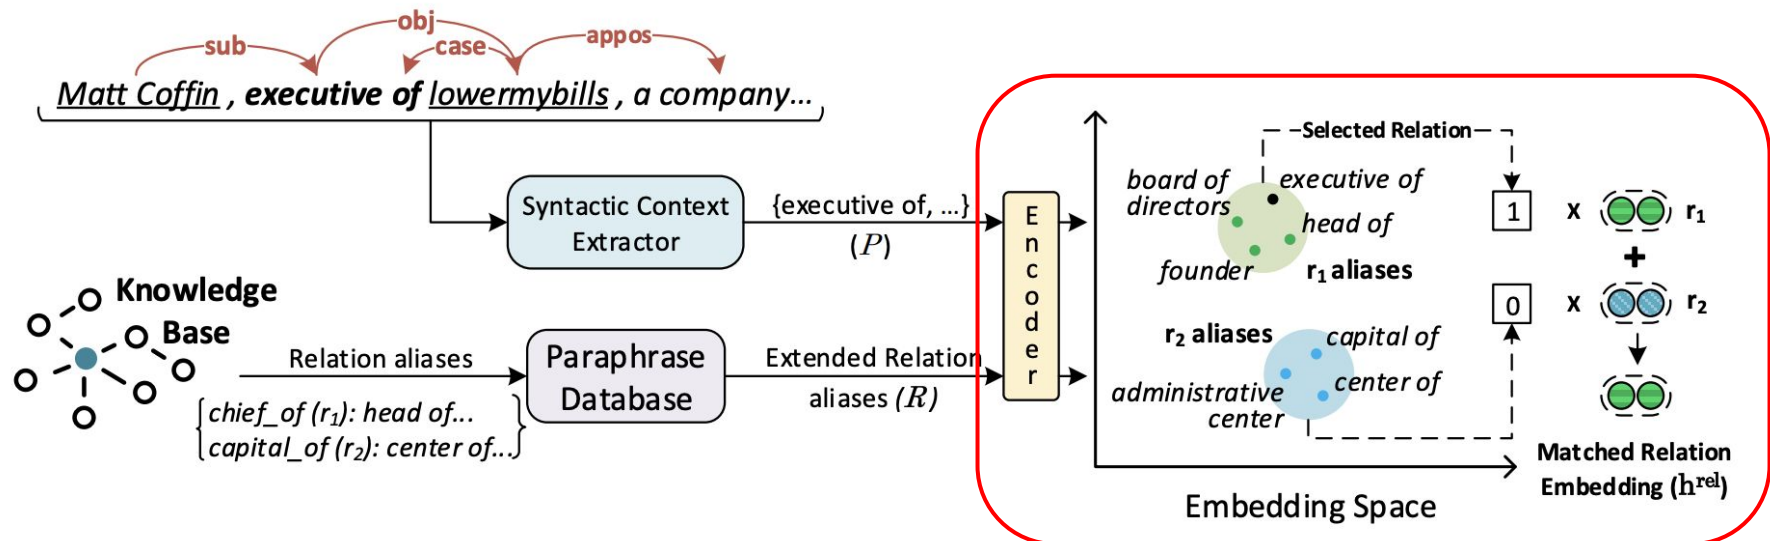 sub
obj
case
appos
Matt Coffin , executive of lowermybills , a company...
Syntactic Context
Extractor
{executive of, ...}
(P)
Knowledge
Base
Relation aliases
{chief_of (r1): head of...
capital_of (r2): center of...}
Paraphrase
Database
Extended Relation
aliases (R)
Encoder
Selected Relation
board of
directors
executive of
head of
founder
r1 aliases
r2 aliases
capital of
center of
administrative
center
1
x
r1
+
0
x
r2
Matched Relation
Embedding (h^rel)
Embedding Space